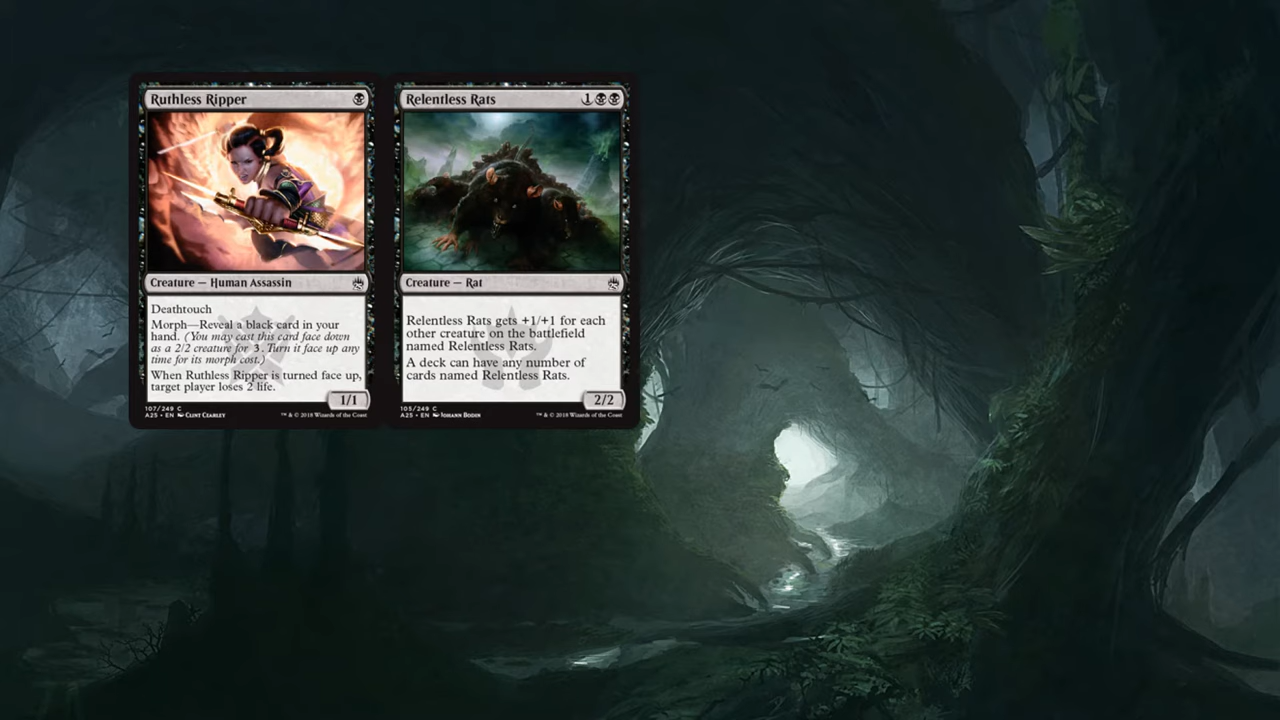 Ruthless Ripper
Creature — Human Assassin
Deathtouch
Morph—Reveal a black card in your
hand. (You may cast this card face down
as a 2/2 creature for 3. Turn it face up any
time for its morph cost.)
When Ruthless Ripper is turned face up,
target player loses 2 life.
1/1
107/249 C
A25 • EN Clint Cearley
™ & © 2018 Wizards of the Coast
Relentless Rats
1
Creature — Rat
Relentless Rats gets +1/+1 for each
other creature on the battlefield
named Relentless Rats.
A deck can have any number of
cards named Relentless Rats.
2/2
105/249 C
A25 • EN Johann Bodin
™ & © 2018 Wizards of the Coast